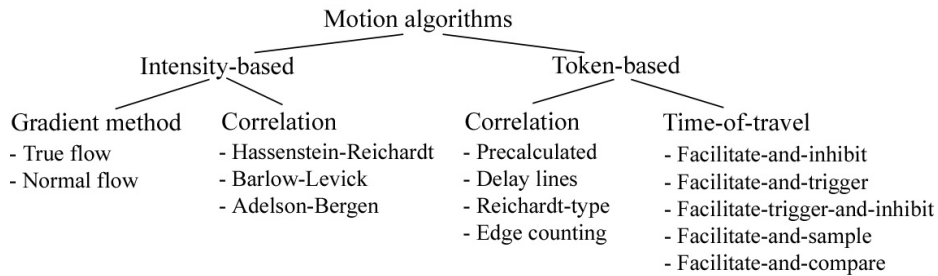 Motion algorithms
Intensity-based
Token-based
Gradient method
- True flow
- Normal flow
Correlation
- Hassenstein-Reichardt
- Barlow-Levick
- Adelson-Bergen
Correlation
- Precalculated
- Delay lines
- Reichardt-type
- Edge counting
Time-of-travel
- Facilitate-and-inhibit
- Facilitate-and-trigger
- Facilitate-trigger-and-inhibit
- Facilitate-and-sample
- Facilitate-and-compare